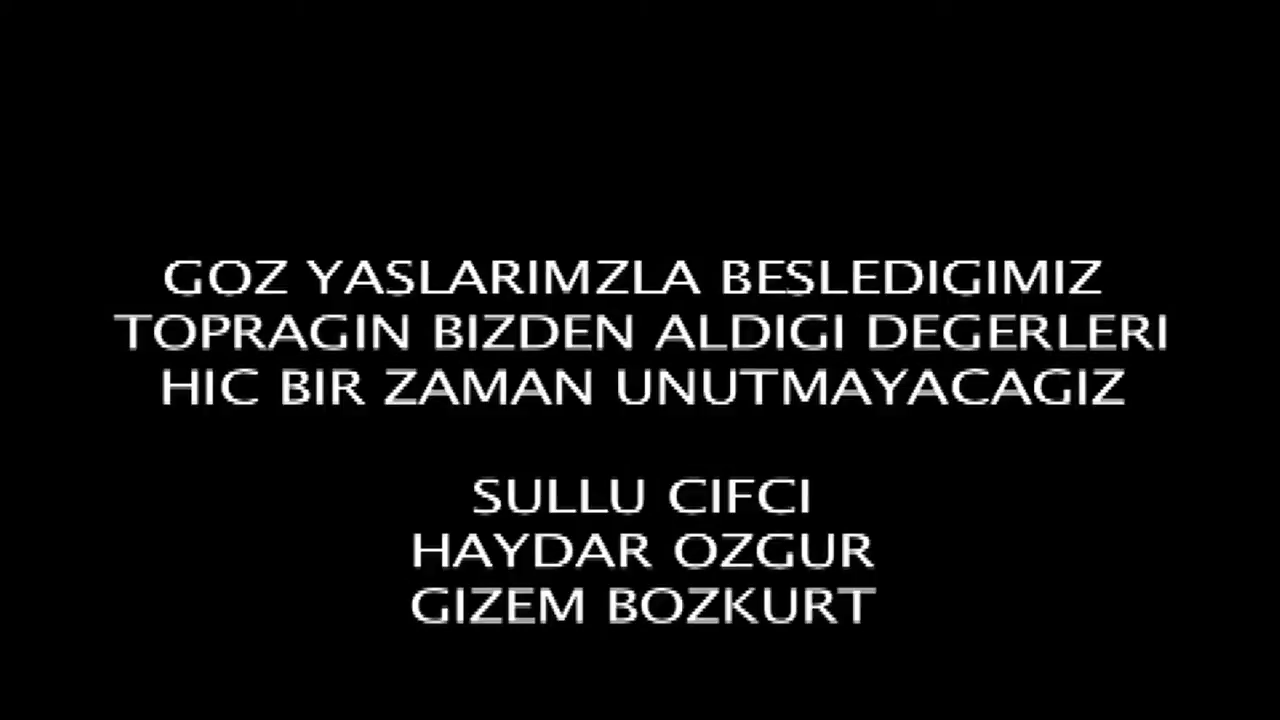 GOZ YASLARIMZLA BESLEDIGIMIZ
TOPRAGIN BIZDEN ALDIGI DEGERLERI
HIC BIR ZAMAN UNUTMAYACAGIZ
SULLU CIFCI
HAYDAR OZGUR
GIZEM BOZKURT